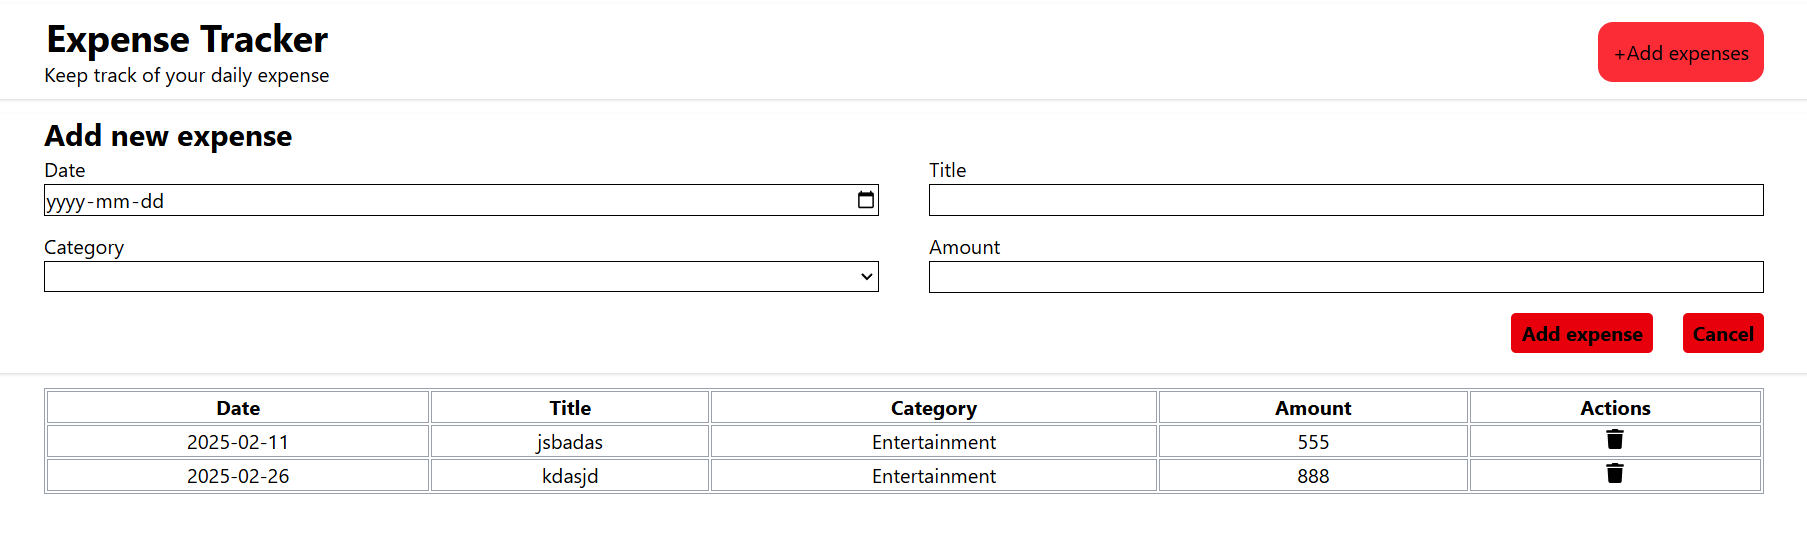 Expense Tracker
Keep track of your daily expense
+Add expenses
Add new expense
Date
Title
yyyy-mm-dd
Category
Amount
Add expense
Cancel
Date Title Category Amount Actions
2025-02-11 jsbadas Entertainment 555
2025-02-26 kdasjd Entertainment 888